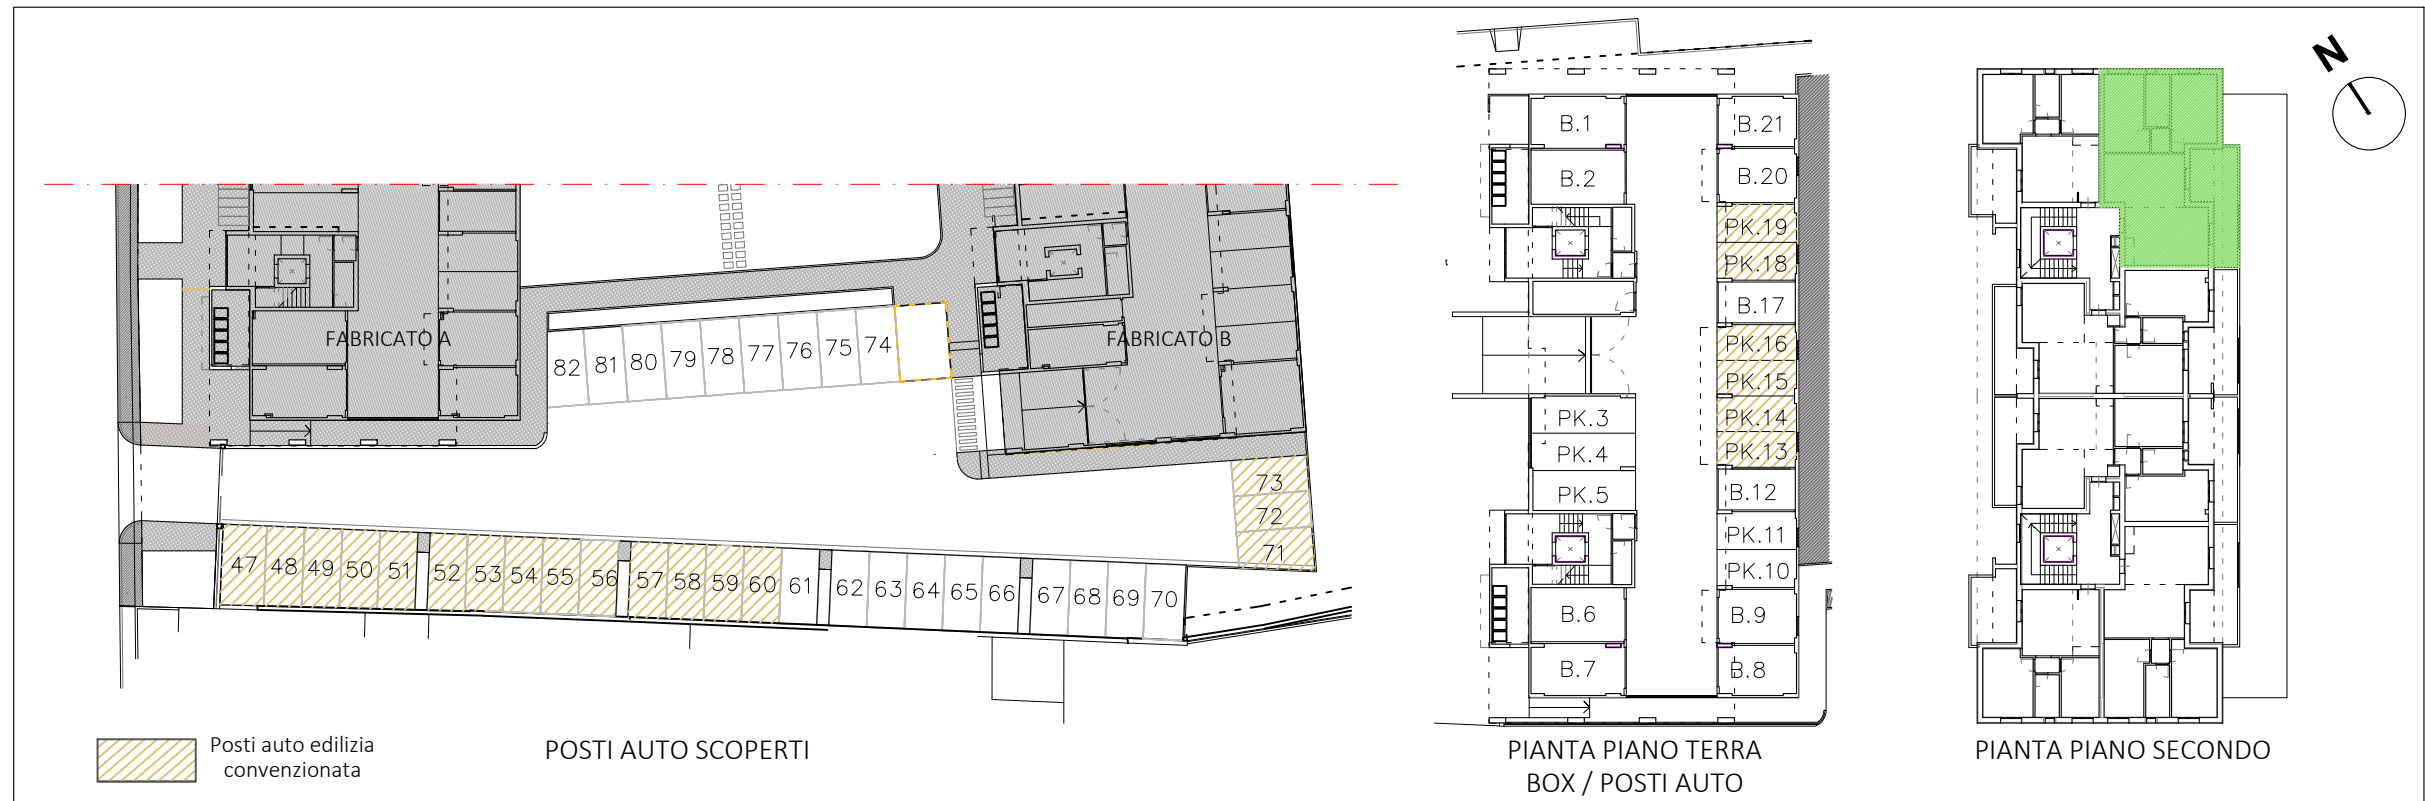 N
B.1
B.21
B.2
B.20
PK.19
PK.18
B.17
PK.16
PK.15
PK.3
PK.14
PK.4
PK.13
PK.5
B.12
PK.11
PK.10
B.6
B.9
B.7
B.8
FABRICATO A
FABRICATO B
82 81 80 79 78 77 76 75 74
73
72
71
47 48 49 50 51 52 53 54 55 56 57 58 59 60 61 62 63 64 65 66 67 68 69 70
Posti auto edilizia
convenzionata
POSTI AUTO SCOPERTI
PIANTA PIANO TERRA
BOX / POSTI AUTO
PIANTA PIANO SECONDO